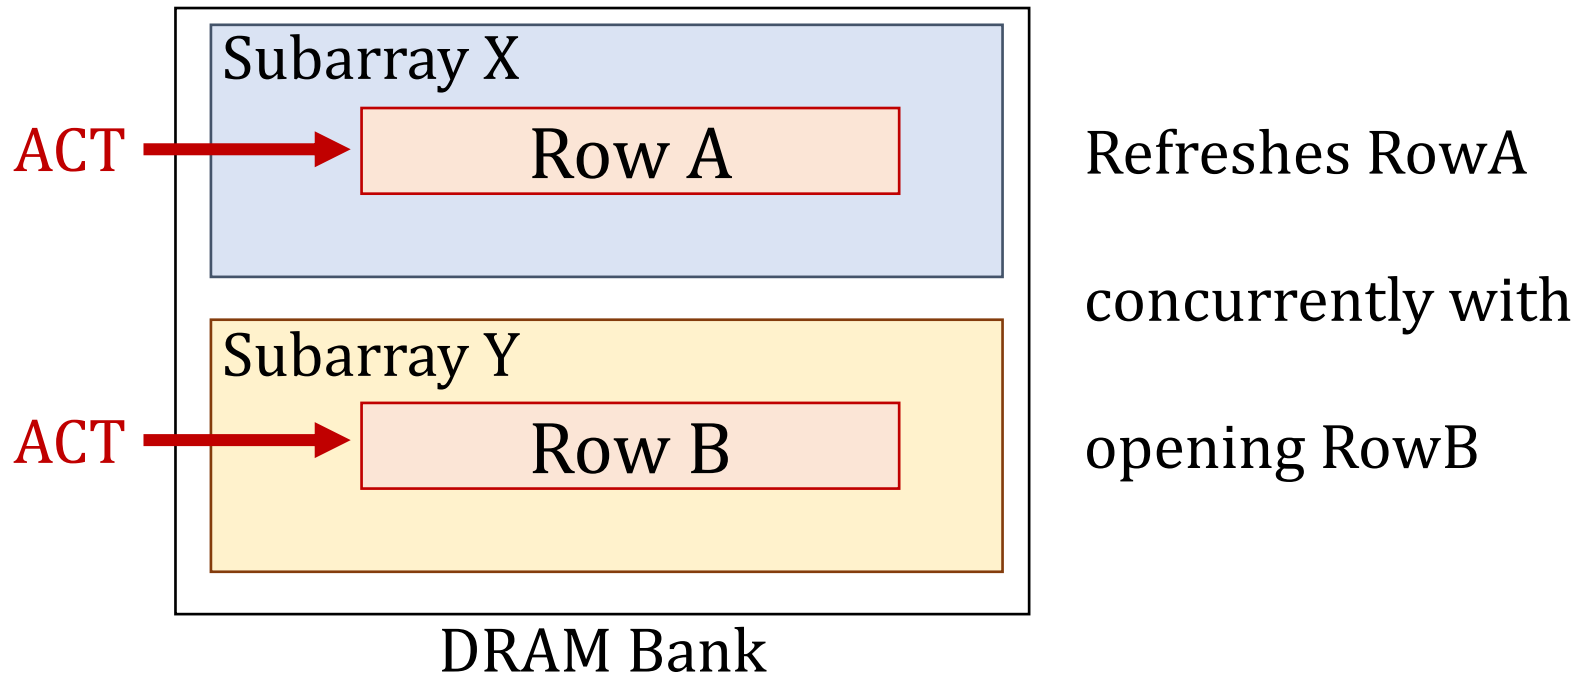 Subarray X
ACT
Row A
Refreshes RowA
concurrently with
Subarray Y
ACT
Row B
opening RowB
DRAM Bank